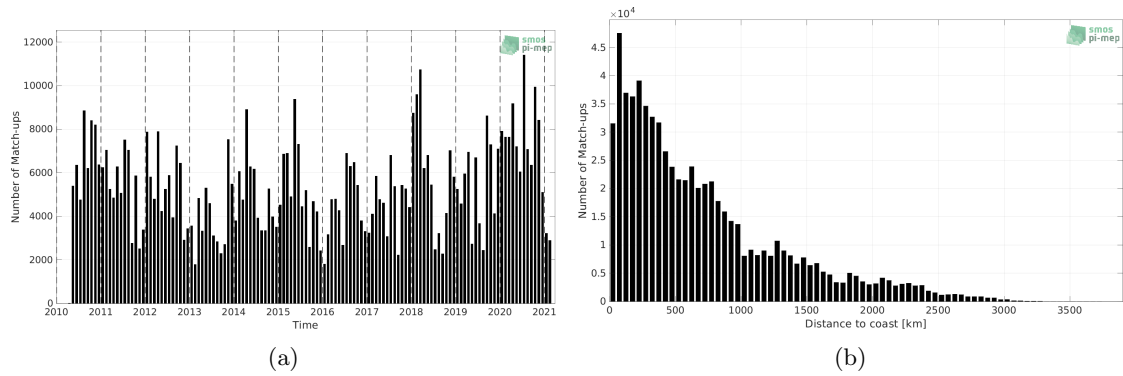 12000
10000
8000
6000
4000
2000
0
Number of Match-ups
2010 2011 2012 2013 2014 2015 2016 2017 2018 2019 2020 2021
Time
smos
pi-mep
(a)
×10⁴
4.5
4
3.5
3
2.5
2
1.5
1
0.5
0
Number of Match-ups
0 500 1000 1500 2000 2500 3000 3500
Distance to coast [km]
smos
pi-mep
(b)